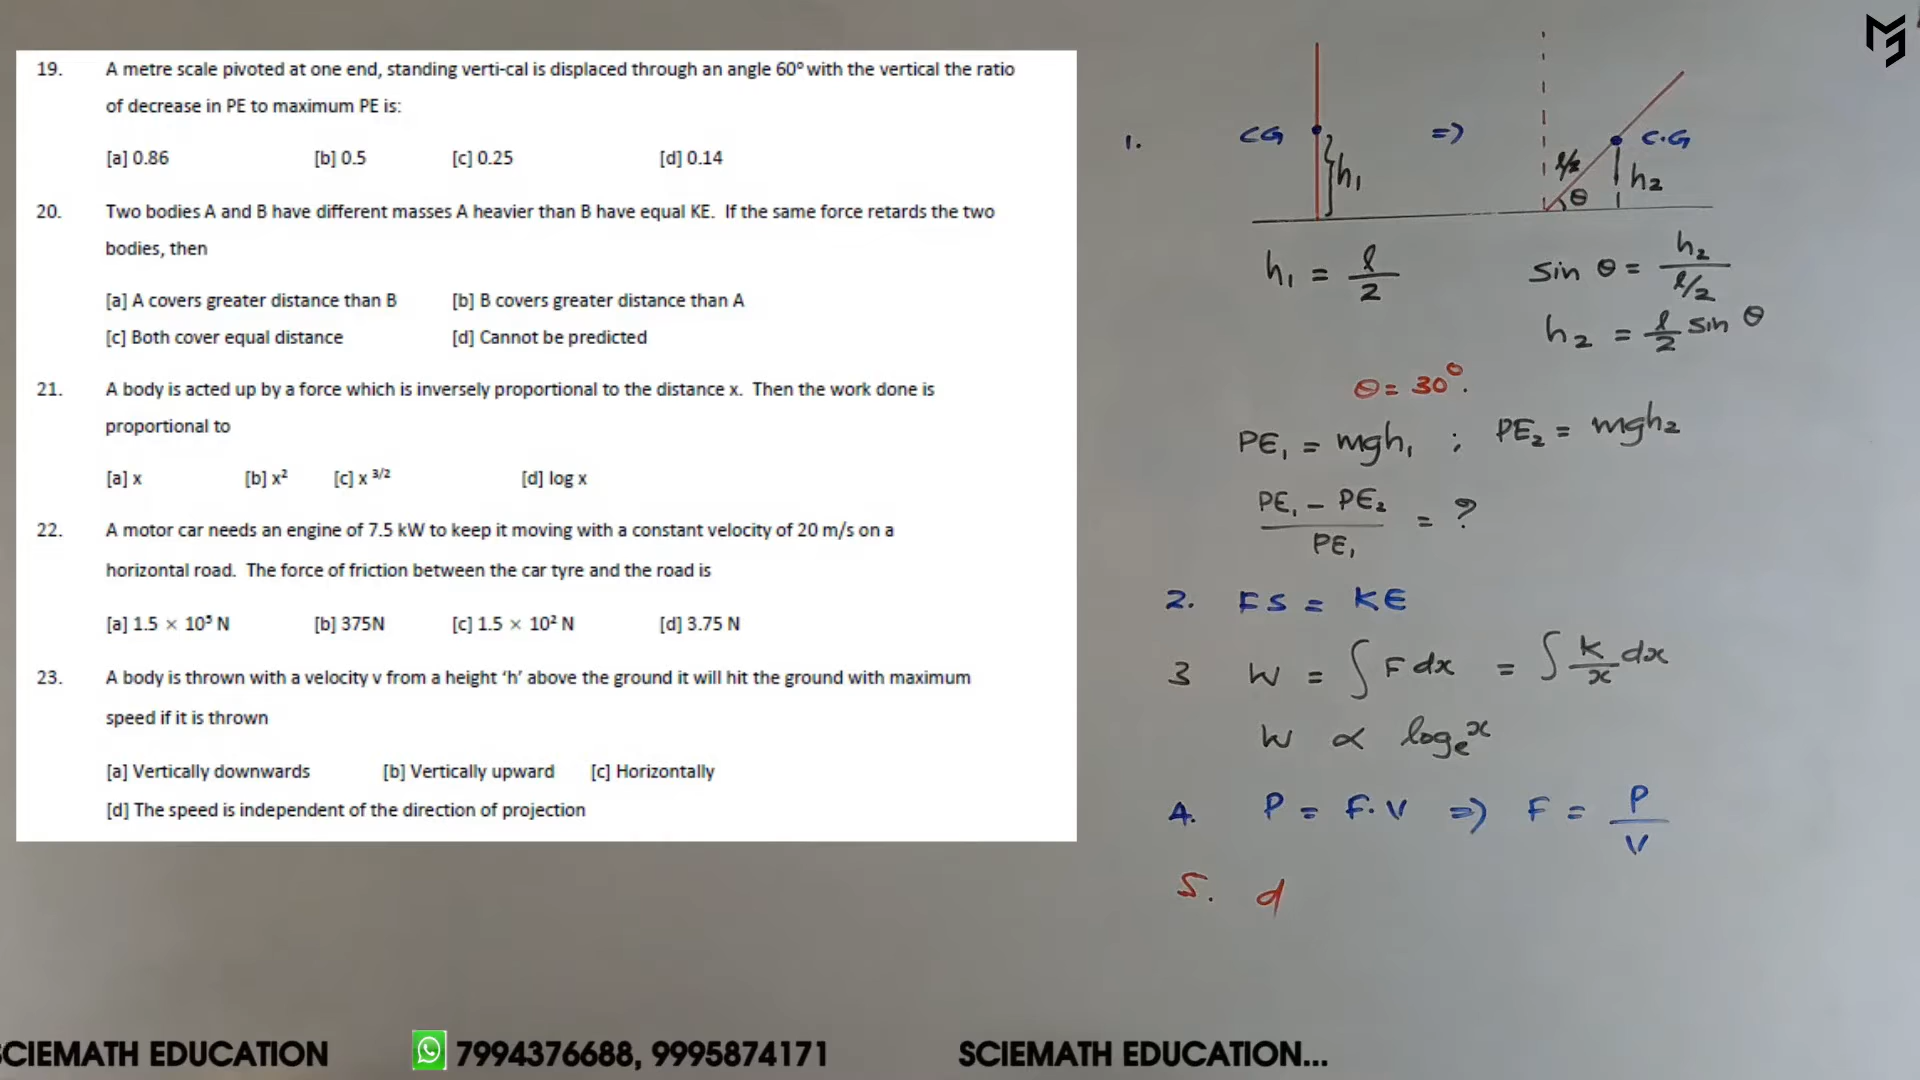 19. A metre scale pivoted at one end, standing verti-cal is displaced through an angle 60° with the vertical the ratio
of decrease in PE to maximum PE is:
[a] 0.86 [b] 0.5 [c] 0.25 [d] 0.14
20. Two bodies A and B have different masses A heavier than B have equal KE. If the same force retards the two
bodies, then
[a] A covers greater distance than B [b] B covers greater distance than A
[c] Both cover equal distance [d] Cannot be predicted
21. A body is acted up by a force which is inversely proportional to the distance x. Then the work done is
proportional to
[a] x [b] x² [c] x ³/² [d] log x
22. A motor car needs an engine of 7.5 kW to keep it moving with a constant velocity of 20 m/s on a
horizontal road. The force of friction between the car tyre and the road is
[a] 1.5 × 10⁵ N [b] 375N [c] 1.5 × 10² N [d] 3.75 N
23. A body is thrown with a velocity v from a height ‘h’ above the ground it will hit the ground with maximum
speed if it is thrown
[a] Vertically downwards [b] Vertically upward [c] Horizontally
[d] The speed is independent of the direction of projection
1. CG h₁ => l/2 θ C.G h₂
h₁ = l/2 sin θ = h₂/(l/2)
h₂ = l/2 sin θ
θ = 30°.
PE₁ = mgh₁ ; PE₂ = mgh₂
(PE₁ - PE₂)/PE₁ = ?
2. FS = KE
3 W = ∫ F dx = ∫ k/x dx
W ∝ logₑx
4. P = F.V => F = P/V
5. d
SCIEMATH EDUCATION 7994376688, 9995874171 SCIEMATH EDUCATION...